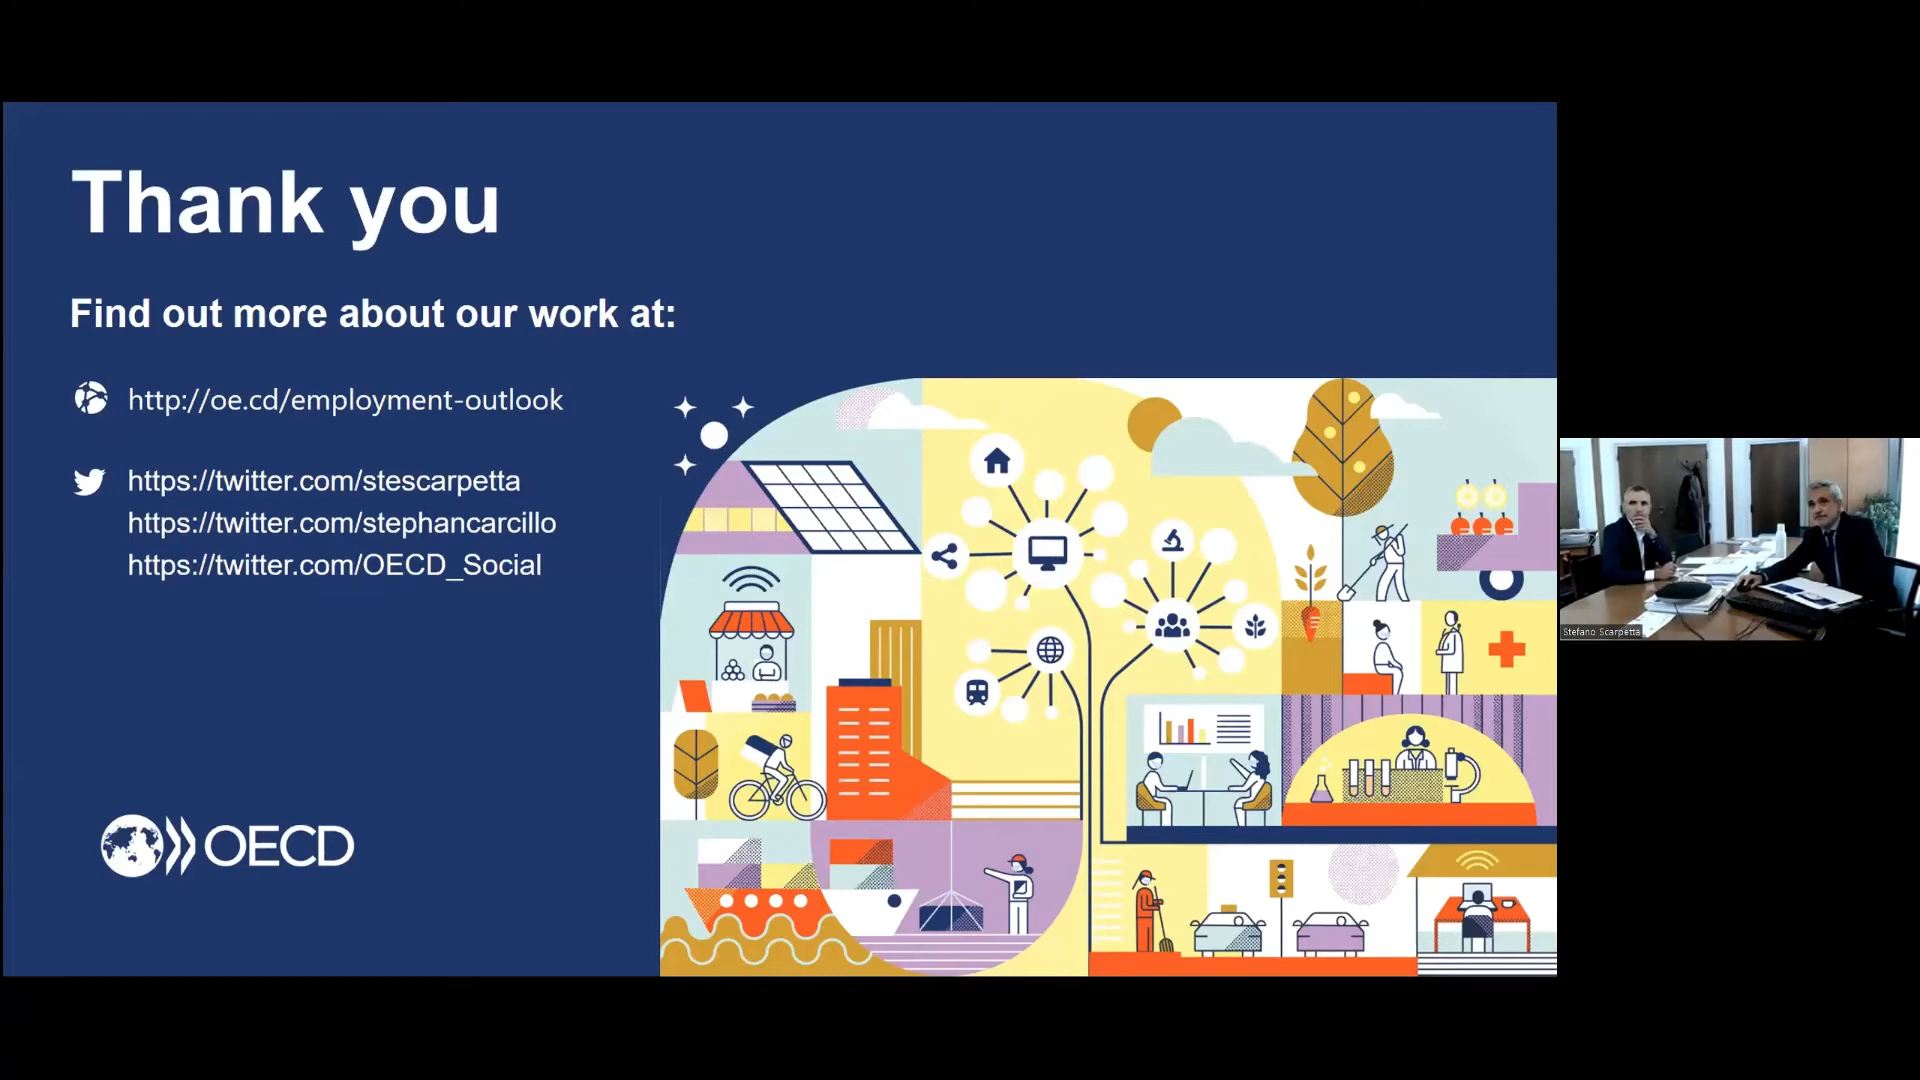 Thank you
Find out more about our work at:
http://oe.cd/employment-outlook
https://twitter.com/stescarpetta
https://twitter.com/stephancarcillo
https://twitter.com/OECD_Social
OECD
Stefano Scarpetta